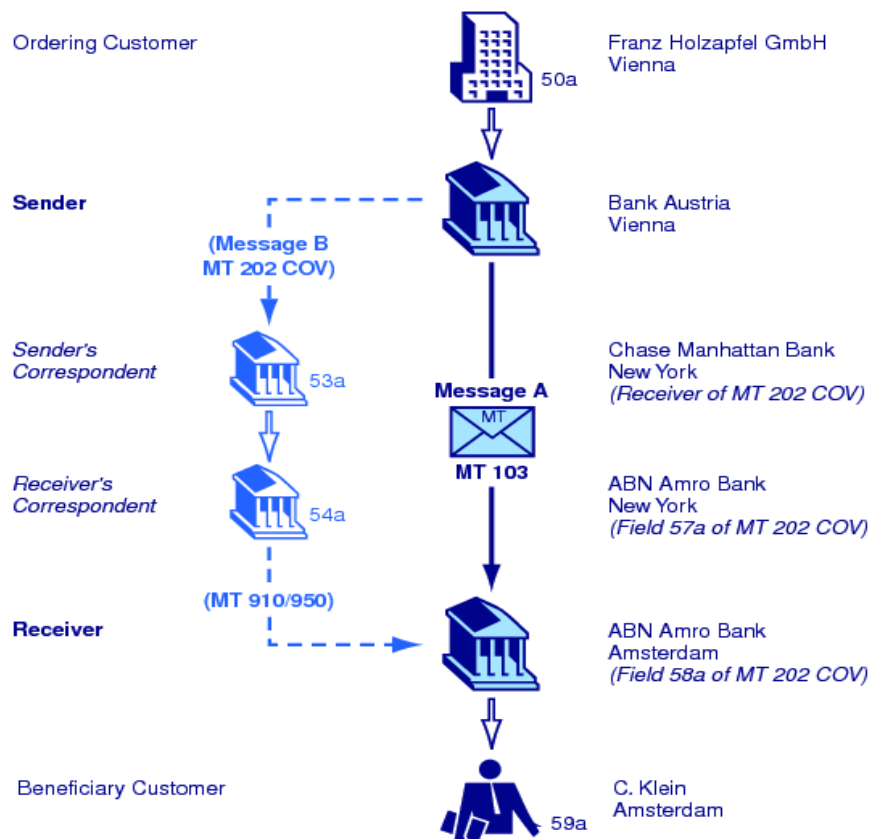 Ordering Customer
50a
Franz Holzapfel GmbH
Vienna
Sender
Bank Austria
Vienna
(Message B
MT 202 COV)
Sender's
Correspondent
53a
Chase Manhattan Bank
New York
(Receiver of MT 202 COV)
Message A
MT
MT 103
Receiver's
Correspondent
54a
ABN Amro Bank
New York
(Field 57a of MT 202 COV)
(MT 910/950)
Receiver
ABN Amro Bank
Amsterdam
(Field 58a of MT 202 COV)
Beneficiary Customer
59a
C. Klein
Amsterdam